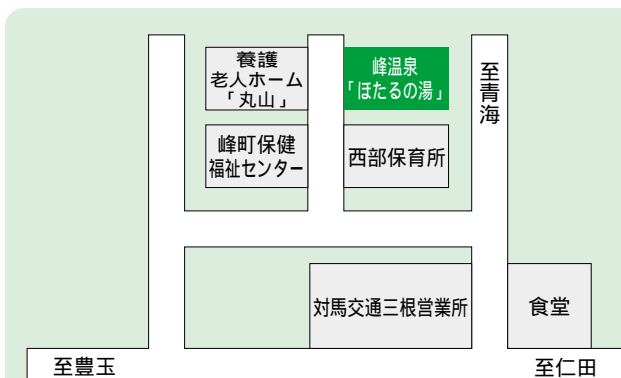 養護
老人ホーム
「丸山」
峰温泉
「ほたるの湯」
至青海
峰町保健
福祉センター
西部保育所
対馬交通三根営業所
食堂
至豊玉
至仁田